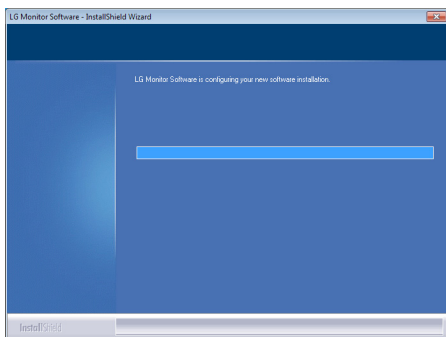 LG Monitor Software - InstallShield Wizard
LG Monitor Software is configuring your new software installation.
InstallShield